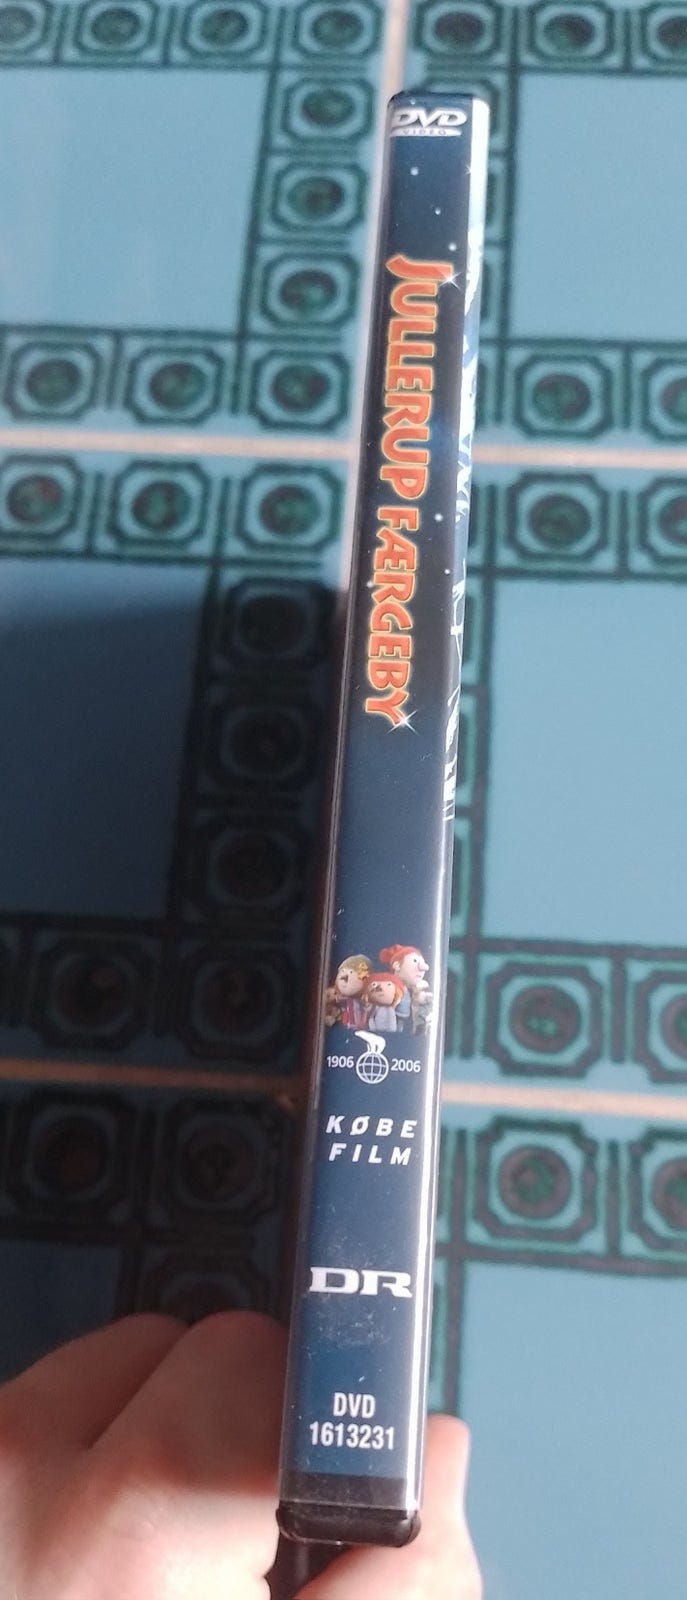 DVD
VIDEO
JULLERUP FÆRGEBY
1906 2006
KØBE
FILM
DR
DVD
1613231